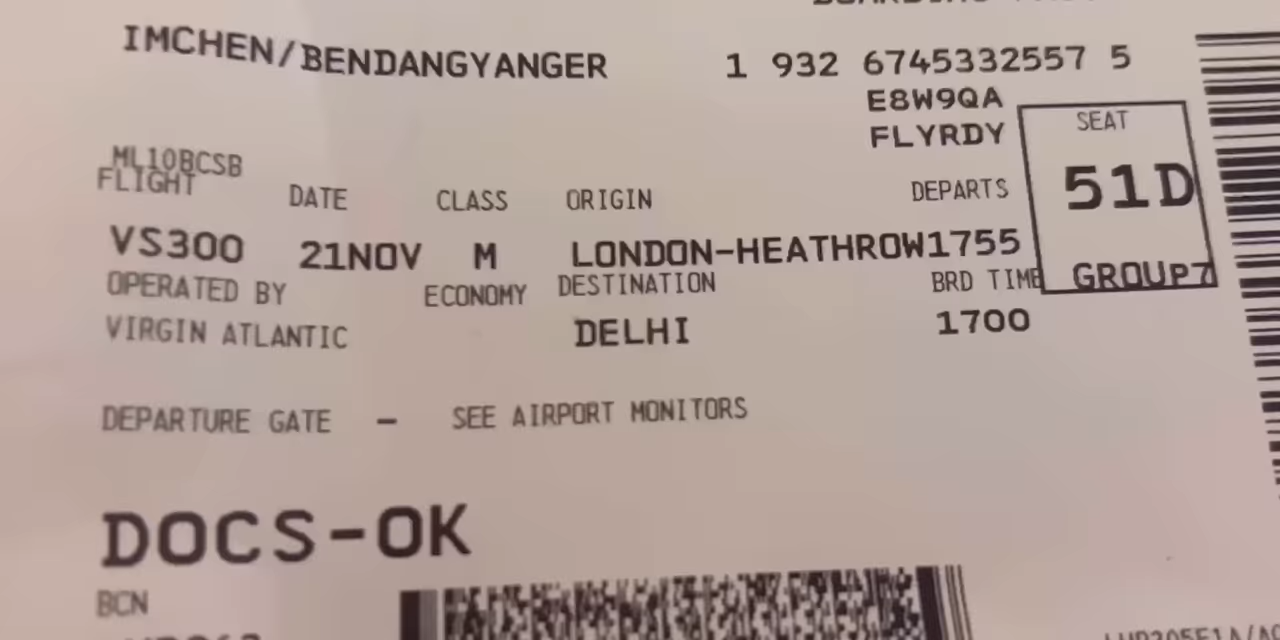 IMCHEN/BENDANGYANGER 1 932 6745332557 5
E8W9QA
FLYRDY
SEAT
51D
GROUP7
ML10BCSB
FLIGHT DATE CLASS ORIGIN DEPARTS
VS300 21NOV M LONDON-HEATHROW1755
OPERATED BY ECONOMY DESTINATION BRD TIME
VIRGIN ATLANTIC DELHI 1700
DEPARTURE GATE - SEE AIRPORT MONITORS
DOCS-OK
BCN